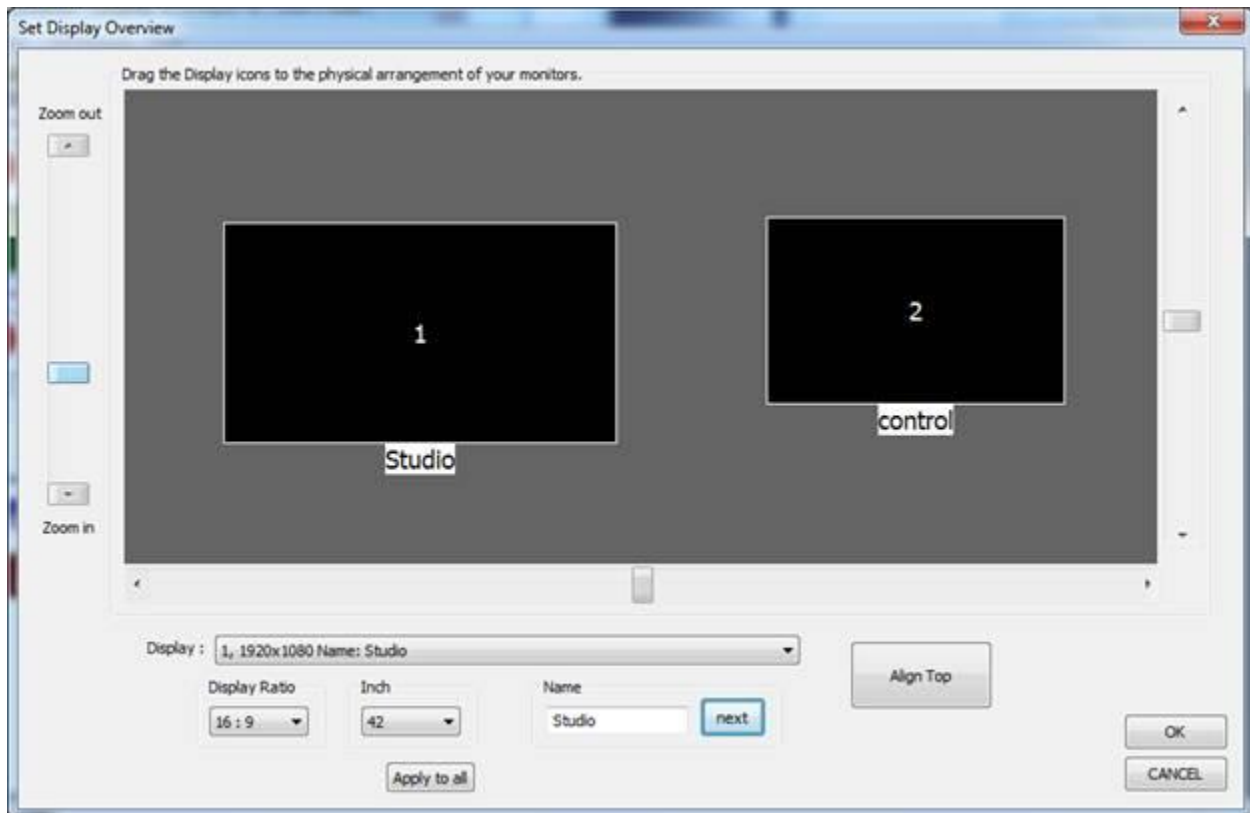 Set Display Overview
Drag the Display icons to the physical arrangement of your monitors.
Zoom out
1
2
control
Studio
Zoom in
Display :
1, 1920x1080 Name: Studio
Display Ratio
Inch
Name
16 : 9
42
Studio
next
Align Top
Apply to all
OK
CANCEL